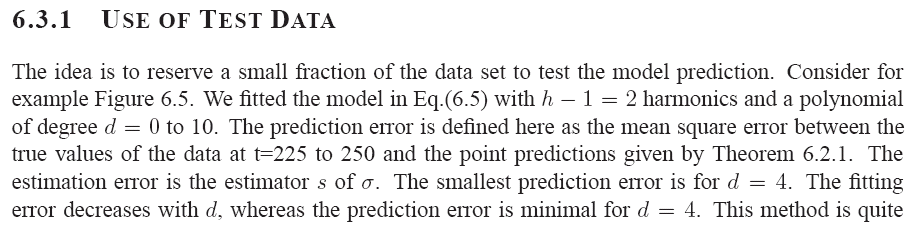 6.3.1 USE OF TEST DATA
The idea is to reserve a small fraction of the data set to test the model prediction. Consider for
example Figure 6.5. We fitted the model in Eq.(6.5) with h − 1 = 2 harmonics and a polynomial
of degree d = 0 to 10. The prediction error is defined here as the mean square error between the
true values of the data at t=225 to 250 and the point predictions given by Theorem 6.2.1. The
estimation error is the estimator s of σ. The smallest prediction error is for d = 4. The fitting
error decreases with d, whereas the prediction error is minimal for d = 4. This method is quite